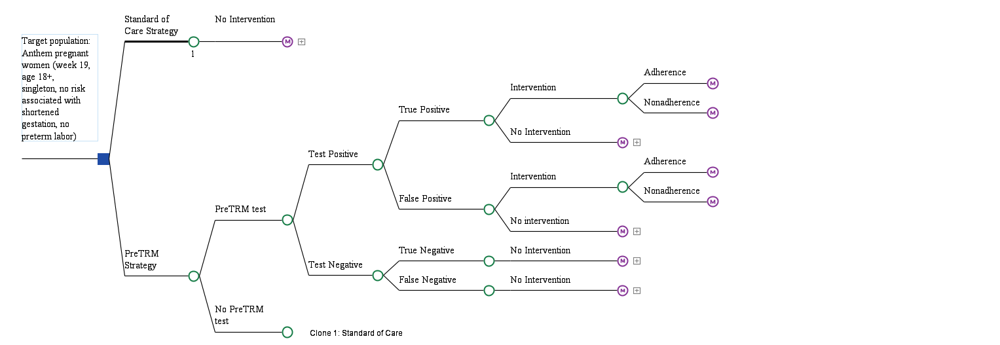 Standard of
Care Strategy
No Intervention
M
1
Target population:
Anthem pregnant
women (week 19,
age 18+,
singleton, no risk
associated with
shortened
gestation, no
preterm labor)
Adherence
M
Intervention
Nonadherence
M
True Positive
No Intervention
M
Test Positive
Adherence
M
Intervention
Nonadherence
M
False Positive
No intervention
M
PreTRM test
True Negative
No Intervention
M
PreTRM
Strategy
Test Negative
False Negative
No Intervention
M
No PreTRM
test
Clone 1: Standard of Care